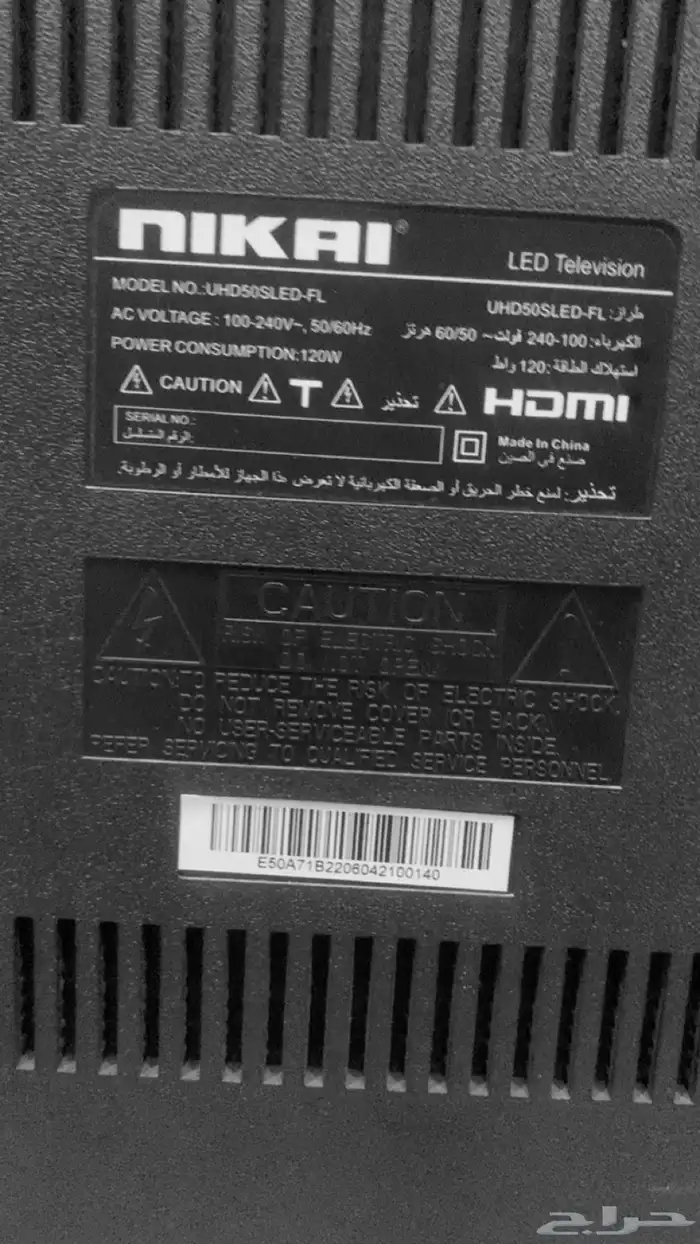 NIKAI®
LED Television
MODEL NO.:UHD50SLED-FL
طراز: UHD50SLED-FL
AC VOLTAGE : 100-240V~, 50/60Hz
الكهرباء: 100-240 فولت~ 60/50 هرتز
POWER CONSUMPTION:120W
استهلاك الطاقة: 120 واط
CAUTION T تحذير HDMI
SERIAL NO.:
الرقم المتسلسل:
Made In China
صنع في الصين
تحذير: لمنع خطر الحريق أو الصعقة الكهربائية لا تعرض هذا الجهاز للأمطار أو الرطوبة.
CAUTION
RISK OF ELECTRIC SHOCK
DO NOT OPEN
CAUTION:TO REDUCE THE RISK OF ELECTRIC SHOCK,
DO NOT REMOVE COVER (OR BACK).
NO USER-SERVICEABLE PARTS INSIDE.
REFER SERVICING TO QUALIFIED SERVICE PERSONNEL.
E50A71B2206042100140
حراج